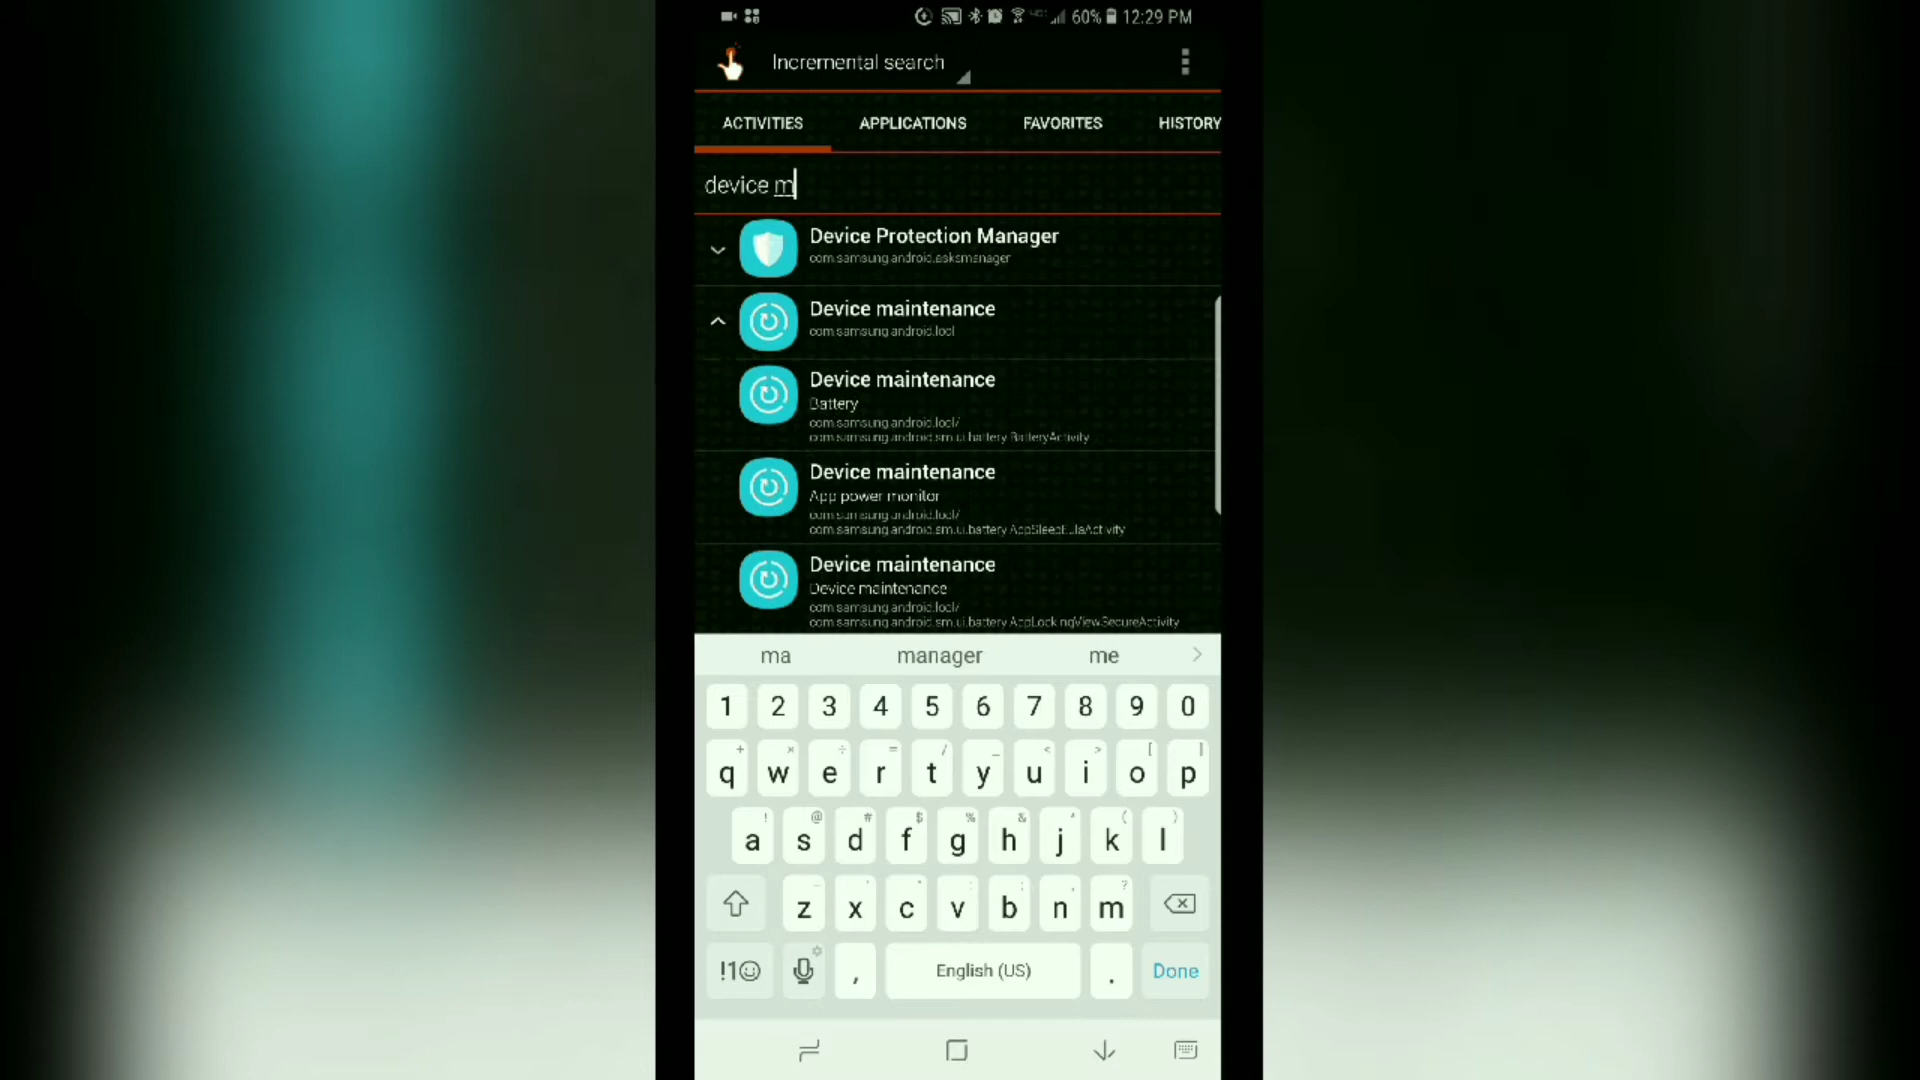 60% 12:29 PM
Incremental search
ACTIVITIES APPLICATIONS FAVORITES HISTORY
device m
Device Protection Manager
com.samsung.android.asksmanager
Device maintenance
com.samsung.android.lool
Device maintenance
Battery
com.samsung.android.lool/
com.samsung.android.sm.ui.battery.BatteryActivity
Device maintenance
App power monitor
com.samsung.android.lool/
com.samsung.android.sm.ui.battery.AppSleepEulaActivity
Device maintenance
Device maintenance
com.samsung.android.lool/
com.samsung.android.sm.ui.battery.AppLockingViewSecureActivity
ma manager me
1 2 3 4 5 6 7 8 9 0
q w e r t y u i o p
a s d f g h j k l
z x c v b n m
!1☺ , English (US) . Done